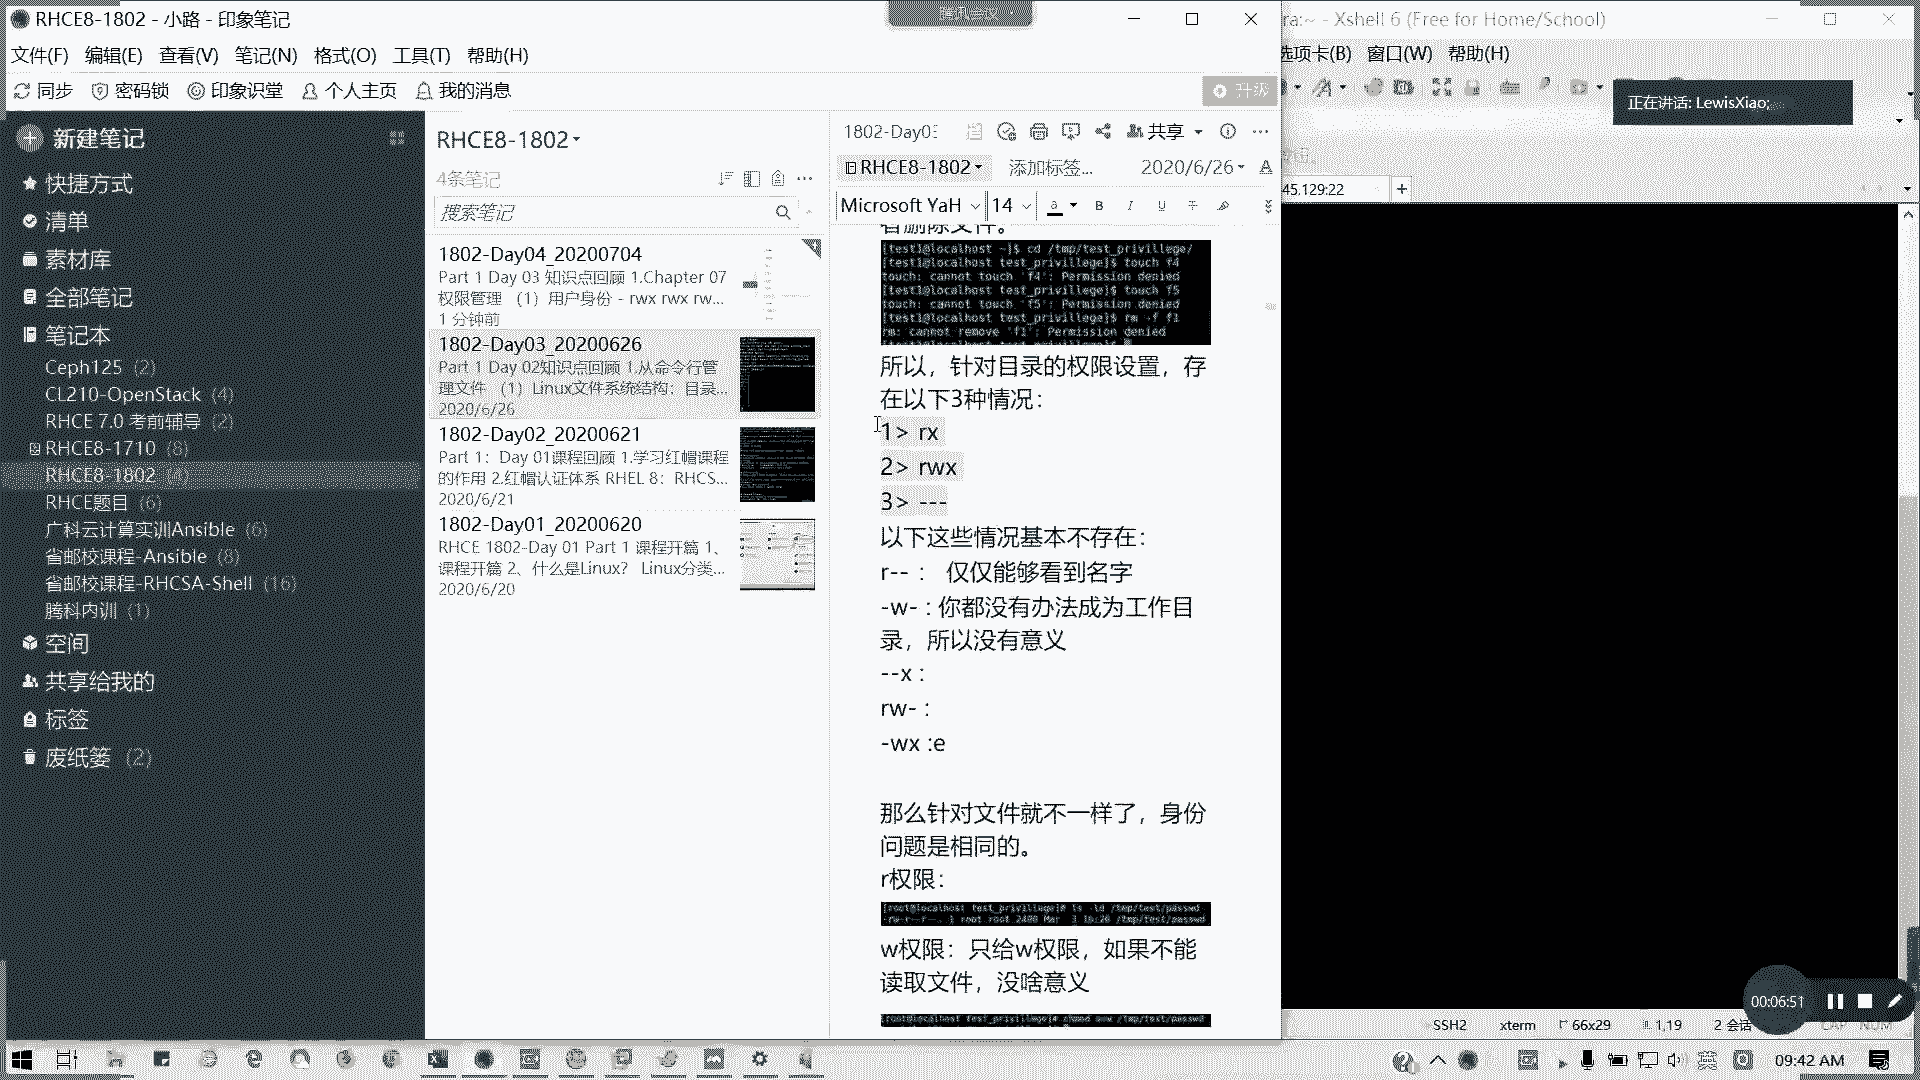 RHCE8-1802 - 小路 - 印象笔记
腾讯会议
ra:~ - Xshell 6 (Free for Home/School)
文件(F) 编辑(E) 查看(V) 笔记(N) 格式(O) 工具(T) 帮助(H)
选项卡(B) 窗口(W) 帮助(H)
同步 密码锁 印象识堂 个人主页 我的消息
升级
正在讲话: LewisXiao;
45.129:22
新建笔记
快捷方式
清单
素材库
全部笔记
笔记本
Ceph125 (2)
CL210-OpenStack (4)
RHCE 7.0 考前辅导 (2)
RHCE8-1710 (8)
RHCE8-1802 (4)
RHCE题目 (6)
广科云计算实训Ansible (6)
省邮校课程-Ansible (8)
省邮校课程-RHCSA-Shell (16)
腾科内训 (1)
空间
共享给我的
标签
废纸篓 (2)
RHCE8-1802
4条笔记
搜索笔记
1802-Day04_20200704
Part 1 Day 03 知识点回顾 1.Chapter 07
权限管理 （1）用户身份 - rwx rwx rw...
1 分钟前
1802-Day03_20200626
Part 1 Day 02知识点回顾 1.从命令行管
理文件 （1）Linux文件系统结构：目录...
2020/6/26
1802-Day02_20200621
Part 1：Day 01课程回顾 1.学习红帽课程
的作用 2.红帽认证体系 RHEL 8：RHCS...
2020/6/21
1802-Day01_20200620
RHCE 1802-Day 01 Part 1 课程开篇 1、
课程开篇 2、什么是Linux？ Linux分类...
2020/6/20
1802-Day03
共享
RHCE8-1802 添加标签... 2020/6/26
Microsoft YaH 14
者删除文件。
[test1@localhost ~]$ cd /tmp/test_privillege/
[test1@localhost test_privillege]$ touch f4
touch: cannot touch 'f4': Permission denied
[test1@localhost test_privillege]$ touch f5
touch: cannot touch 'f5': Permission denied
[test1@localhost test_privillege]$ rm -f f1
rm: cannot remove 'f1': Permission denied
[test1@localhost test_privillege]$
所以，针对目录的权限设置，存
在以下3种情况：
1> rx
2> rwx
3> ---
以下这些情况基本不存在：
r-- ： 仅仅能够看到名字
-w- : 你都没有办法成为工作目
录，所以没有意义
--x :
rw- :
-wx :e
那么针对文件就不一样了，身份
问题是相同的。
r权限：
[root@localhost test_privillege]# ls -ld /tmp/test/passwd
-rw-r--r--. 1 root root 2400 Mar 3 16:20 /tmp/test/passwd
w权限：只给w权限，如果不能
读取文件，没啥意义
00:06:51
SSH2 xterm 66x29 1,19 2 会话 CAP NUM
英 09:42 AM